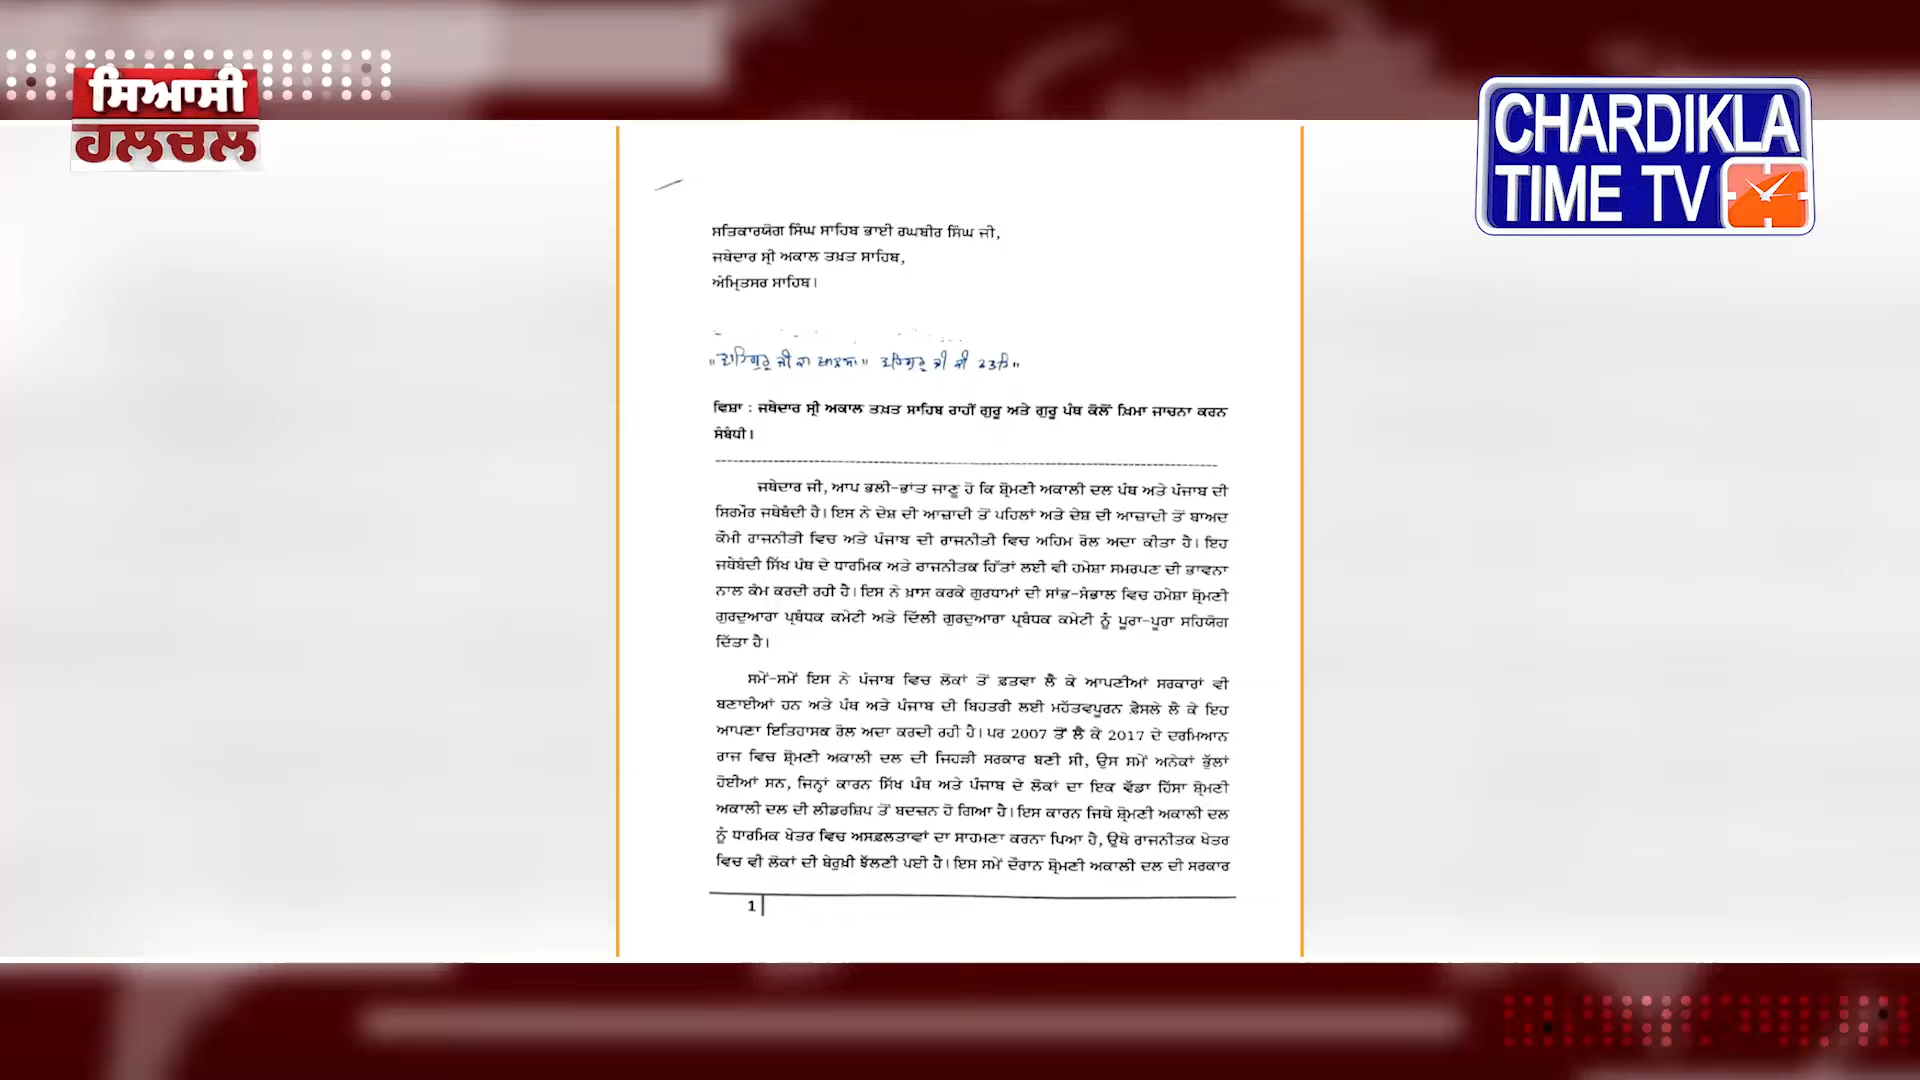 ਸਿਆਸੀ
ਹਲਚਲ
CHARDIKLA
TIME TV
ਸਤਿਕਾਰਯੋਗ ਸਿੰਘ ਸਾਹਿਬ ਭਾਈ ਰਘਬੀਰ ਸਿੰਘ ਜੀ,
ਜਥੇਦਾਰ ਸ੍ਰੀ ਅਕਾਲ ਤਖ਼ਤ ਸਾਹਿਬ,
ਅੰਮ੍ਰਿਤਸਰ ਸਾਹਿਬ।
"ਵਾਹਿਗੁਰੂ ਜੀ ਕਾ ਖਾਲਸਾ॥ ਵਾਹਿਗੁਰੂ ਜੀ ਕੀ ਫਤਹਿ॥
ਵਿਸ਼ਾ : ਜਥੇਦਾਰ ਸ੍ਰੀ ਅਕਾਲ ਤਖ਼ਤ ਸਾਹਿਬ ਰਾਹੀਂ ਗੁਰੂ ਅਤੇ ਗੁਰੂ ਪੰਥ ਕੋਲੋਂ ਖ਼ਿਮਾ ਜਾਚਨਾ ਕਰਨ
ਸੰਬੰਧੀ।
ਜਥੇਦਾਰ ਜੀ, ਆਪ ਭਲੀ-ਭਾਂਤ ਜਾਣੂ ਹੋ ਕਿ ਸ਼੍ਰੋਮਣੀ ਅਕਾਲੀ ਦਲ ਪੰਥ ਅਤੇ ਪੰਜਾਬ ਦੀ
ਸਿਰਮੌਰ ਜਥੇਬੰਦੀ ਹੈ। ਇਸ ਨੇ ਦੇਸ਼ ਦੀ ਆਜ਼ਾਦੀ ਤੋਂ ਪਹਿਲਾਂ ਅਤੇ ਦੇਸ਼ ਦੀ ਆਜ਼ਾਦੀ ਤੋਂ ਬਾਅਦ
ਕੌਮੀ ਰਾਜਨੀਤੀ ਵਿਚ ਅਤੇ ਪੰਜਾਬ ਦੀ ਰਾਜਨੀਤੀ ਵਿਚ ਅਹਿਮ ਰੋਲ ਅਦਾ ਕੀਤਾ ਹੈ। ਇਹ
ਜਥੇਬੰਦੀ ਸਿੱਖ ਪੰਥ ਦੇ ਧਾਰਮਿਕ ਅਤੇ ਰਾਜਨੀਤਕ ਹਿੱਤਾਂ ਲਈ ਵੀ ਹਮੇਸ਼ਾ ਸਮਰਪਣ ਦੀ ਭਾਵਨਾ
ਨਾਲ ਕੰਮ ਕਰਦੀ ਰਹੀ ਹੈ। ਇਸ ਨੇ ਖ਼ਾਸ ਕਰਕੇ ਗੁਰਧਾਮਾਂ ਦੀ ਸਾਂਭ-ਸੰਭਾਲ ਵਿਚ ਹਮੇਸ਼ਾ ਸ਼੍ਰੋਮਣੀ
ਗੁਰਦੁਆਰਾ ਪ੍ਰਬੰਧਕ ਕਮੇਟੀ ਅਤੇ ਦਿੱਲੀ ਗੁਰਦੁਆਰਾ ਪ੍ਰਬੰਧਕ ਕਮੇਟੀ ਨੂੰ ਪੂਰਾ-ਪੂਰਾ ਸਹਿਯੋਗ
ਦਿੱਤਾ ਹੈ।
ਸਮੇਂ-ਸਮੇਂ ਇਸ ਨੇ ਪੰਜਾਬ ਵਿਚ ਲੋਕਾਂ ਤੋਂ ਫ਼ਤਵਾ ਲੈ ਕੇ ਆਪਣੀਆਂ ਸਰਕਾਰਾਂ ਵੀ
ਬਣਾਈਆਂ ਹਨ ਅਤੇ ਪੰਥ ਅਤੇ ਪੰਜਾਬ ਦੀ ਬਿਹਤਰੀ ਲਈ ਮਹੱਤਵਪੂਰਨ ਫ਼ੈਸਲੇ ਲੈ ਕੇ ਇਹ
ਆਪਣਾ ਇਤਿਹਾਸਕ ਰੋਲ ਅਦਾ ਕਰਦੀ ਰਹੀ ਹੈ। ਪਰ 2007 ਤੋਂ ਲੈ ਕੇ 2017 ਦੇ ਦਰਮਿਆਨ
ਰਾਜ ਵਿਚ ਸ਼੍ਰੋਮਣੀ ਅਕਾਲੀ ਦਲ ਦੀ ਜਿਹੜੀ ਸਰਕਾਰ ਬਣੀ ਸੀ, ਉਸ ਸਮੇਂ ਅਨੇਕਾਂ ਭੁੱਲਾਂ
ਹੋਈਆਂ ਸਨ, ਜਿਨ੍ਹਾਂ ਕਾਰਨ ਸਿੱਖ ਪੰਥ ਅਤੇ ਪੰਜਾਬ ਦੇ ਲੋਕਾਂ ਦਾ ਇਕ ਵੱਡਾ ਹਿੱਸਾ ਸ਼੍ਰੋਮਣੀ
ਅਕਾਲੀ ਦਲ ਦੀ ਲੀਡਰਸ਼ਿਪ ਤੋਂ ਬਦਜ਼ਨ ਹੋ ਗਿਆ ਹੈ। ਇਸ ਕਾਰਨ ਜਿਥੇ ਸ਼੍ਰੋਮਣੀ ਅਕਾਲੀ ਦਲ
ਨੂੰ ਧਾਰਮਿਕ ਖੇਤਰ ਵਿਚ ਅਸਫ਼ਲਤਾਵਾਂ ਦਾ ਸਾਹਮਣਾ ਕਰਨਾ ਪਿਆ ਹੈ, ਉਥੇ ਰਾਜਨੀਤਕ ਖੇਤਰ
ਵਿਚ ਵੀ ਲੋਕਾਂ ਦੀ ਬੇਰੁਖ਼ੀ ਝੱਲਣੀ ਪਈ ਹੈ। ਇਸ ਸਮੇਂ ਦੌਰਾਨ ਸ਼੍ਰੋਮਣੀ ਅਕਾਲੀ ਦਲ ਦੀ ਸਰਕਾਰ
1